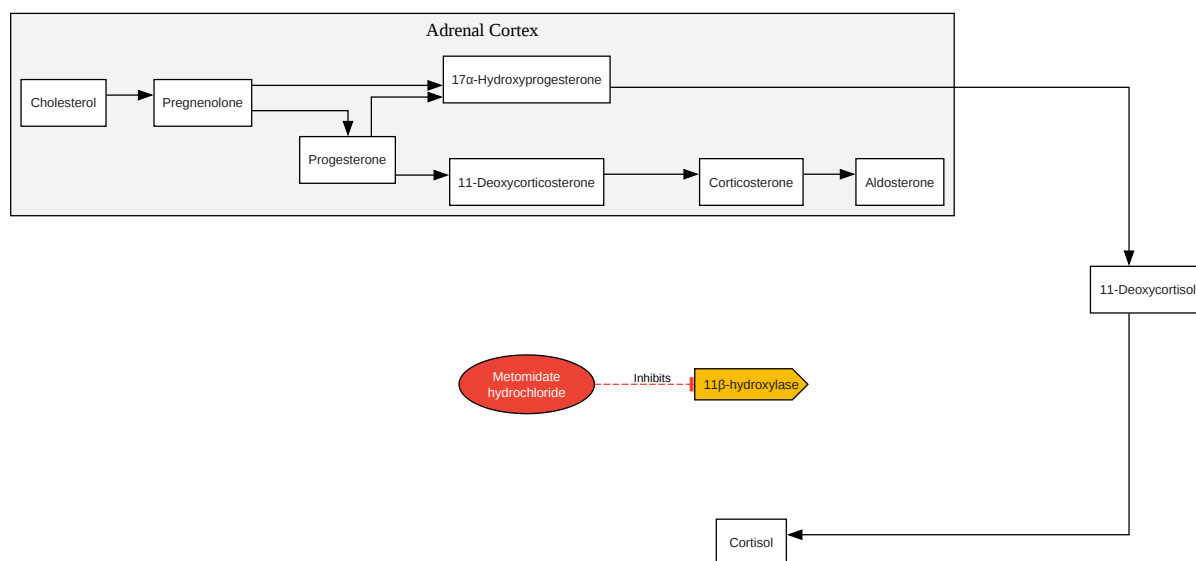 Adrenal Cortex
Cholesterol
Pregnenolone
17α-Hydroxyprogesterone
Progesterone
11-Deoxycorticosterone
Corticosterone
Aldosterone
11-Deoxycortisol
Metomidate
hydrochloride
Inhibits
11β-hydroxylase
Cortisol